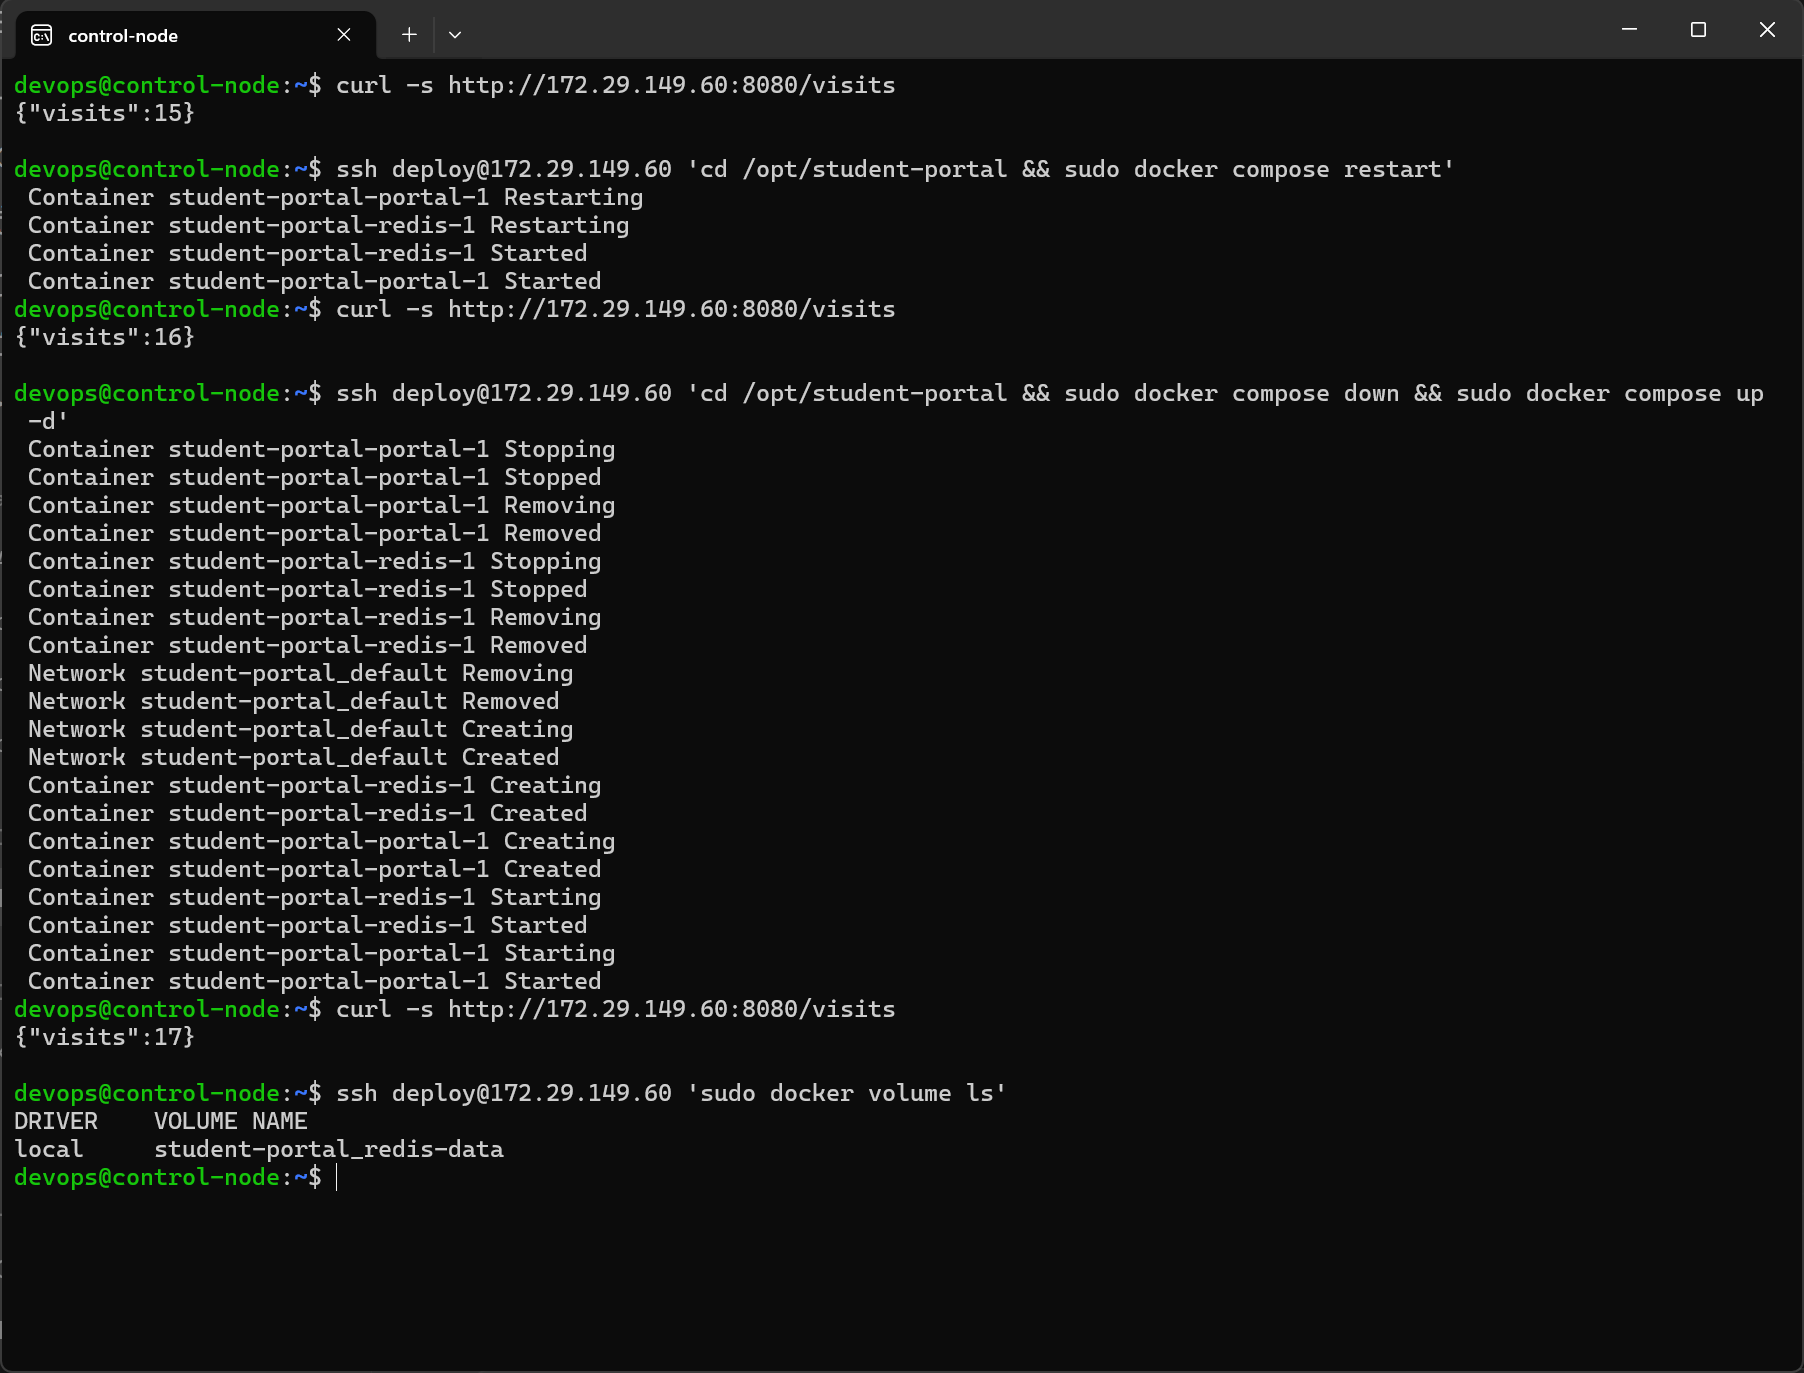 control-node
devops@control-node:~$ curl -s http://172.29.149.60:8080/visits
{"visits":15}
devops@control-node:~$ ssh deploy@172.29.149.60 'cd /opt/student-portal && sudo docker compose restart'
Container student-portal-portal-1 Restarting
Container student-portal-redis-1 Restarting
Container student-portal-redis-1 Started
Container student-portal-portal-1 Started
devops@control-node:~$ curl -s http://172.29.149.60:8080/visits
{"visits":16}
devops@control-node:~$ ssh deploy@172.29.149.60 'cd /opt/student-portal && sudo docker compose down && sudo docker compose up
-d'
Container student-portal-portal-1 Stopping
Container student-portal-portal-1 Stopped
Container student-portal-portal-1 Removing
Container student-portal-portal-1 Removed
Container student-portal-redis-1 Stopping
Container student-portal-redis-1 Stopped
Container student-portal-redis-1 Removing
Container student-portal-redis-1 Removed
Network student-portal_default Removing
Network student-portal_default Removed
Network student-portal_default Creating
Network student-portal_default Created
Container student-portal-redis-1 Creating
Container student-portal-redis-1 Created
Container student-portal-portal-1 Creating
Container student-portal-portal-1 Created
Container student-portal-redis-1 Starting
Container student-portal-redis-1 Started
Container student-portal-portal-1 Starting
Container student-portal-portal-1 Started
devops@control-node:~$ curl -s http://172.29.149.60:8080/visits
{"visits":17}
devops@control-node:~$ ssh deploy@172.29.149.60 'sudo docker volume ls'
DRIVER    VOLUME NAME
local     student-portal_redis-data
devops@control-node:~$